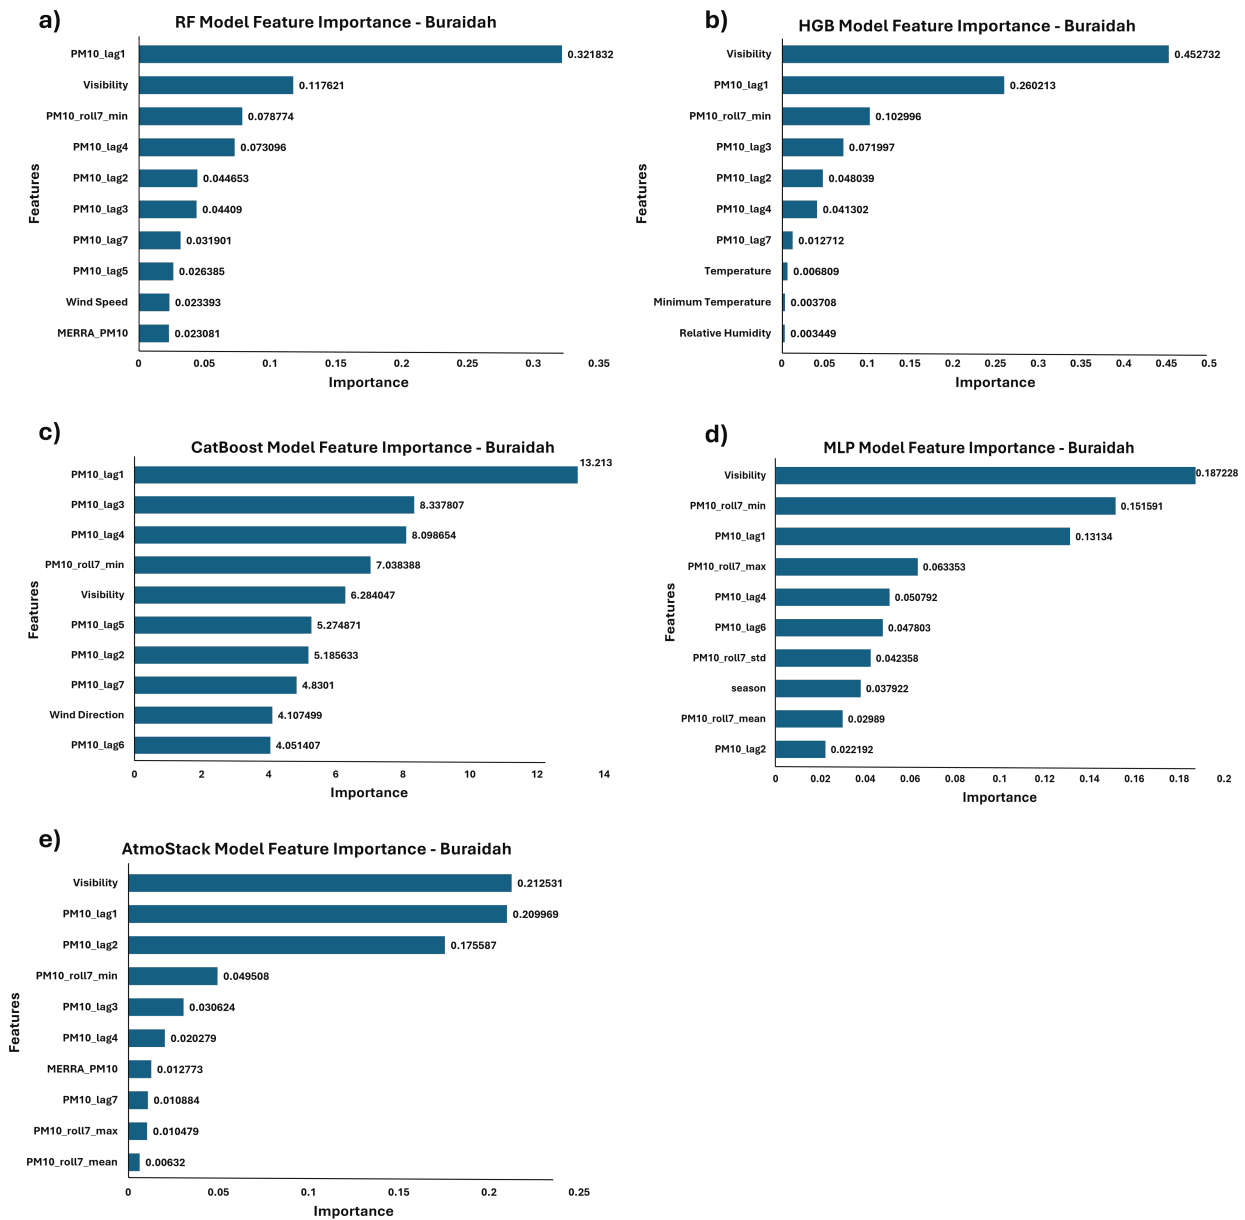 a)
RF Model Feature Importance - Buraidah
Features
PM10_lag1 0.321832
Visibility 0.117621
PM10_roll7_min 0.078774
PM10_lag4 0.073096
PM10_lag2 0.044653
PM10_lag3 0.04409
PM10_lag7 0.031901
PM10_lag5 0.026385
Wind Speed 0.023393
MERRA_PM10 0.023081
0 0.05 0.1 0.15 0.2 0.25 0.3 0.35
Importance
b)
HGB Model Feature Importance - Buraidah
Features
Visibility 0.452732
PM10_lag1 0.260213
PM10_roll7_min 0.102996
PM10_lag3 0.071997
PM10_lag2 0.048039
PM10_lag4 0.041302
PM10_lag7 0.012712
Temperature 0.006809
Minimum Temperature 0.003708
Relative Humidity 0.003449
0 0.05 0.1 0.15 0.2 0.25 0.3 0.35 0.4 0.45 0.5
Importance
c)
CatBoost Model Feature Importance - Buraidah
Features
PM10_lag1 13.213
PM10_lag3 8.337807
PM10_lag4 8.098654
PM10_roll7_min 7.038388
Visibility 6.284047
PM10_lag5 5.274871
PM10_lag2 5.185633
PM10_lag7 4.8301
Wind Direction 4.107499
PM10_lag6 4.051407
0 2 4 6 8 10 12 14
Importance
d)
MLP Model Feature Importance - Buraidah
Features
Visibility 0.187228
PM10_roll7_min 0.151591
PM10_lag1 0.13134
PM10_roll7_max 0.063353
PM10_lag4 0.050792
PM10_lag6 0.047803
PM10_roll7_std 0.042358
season 0.037922
PM10_roll7_mean 0.02989
PM10_lag2 0.022192
0 0.02 0.04 0.06 0.08 0.1 0.12 0.14 0.16 0.18 0.2
Importance
e)
AtmoStack Model Feature Importance - Buraidah
Features
Visibility 0.212531
PM10_lag1 0.209969
PM10_lag2 0.175587
PM10_roll7_min 0.049508
PM10_lag3 0.030624
PM10_lag4 0.020279
MERRA_PM10 0.012773
PM10_lag7 0.010884
PM10_roll7_max 0.010479
PM10_roll7_mean 0.00632
0 0.05 0.1 0.15 0.2 0.25
Importance